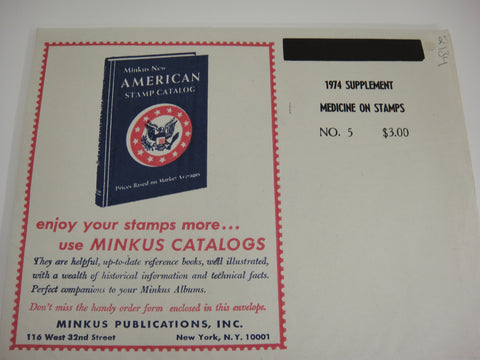 Minkus New
AMERICAN
STAMP CATALOG
Prices Based on Market Averages
enjoy your stamps more...
use MINKUS CATALOGS
They are helpful, up-to-date reference books, well illustrated,
with a wealth of historical information and technical facts.
Perfect companions to your Minkus Albums.
Don't miss the handy order form enclosed in this envelope.
MINKUS PUBLICATIONS, INC.
116 West 32nd Street New York, N.Y. 10001
1974 SUPPLEMENT
MEDICINE ON STAMPS
NO. 5 $3.00